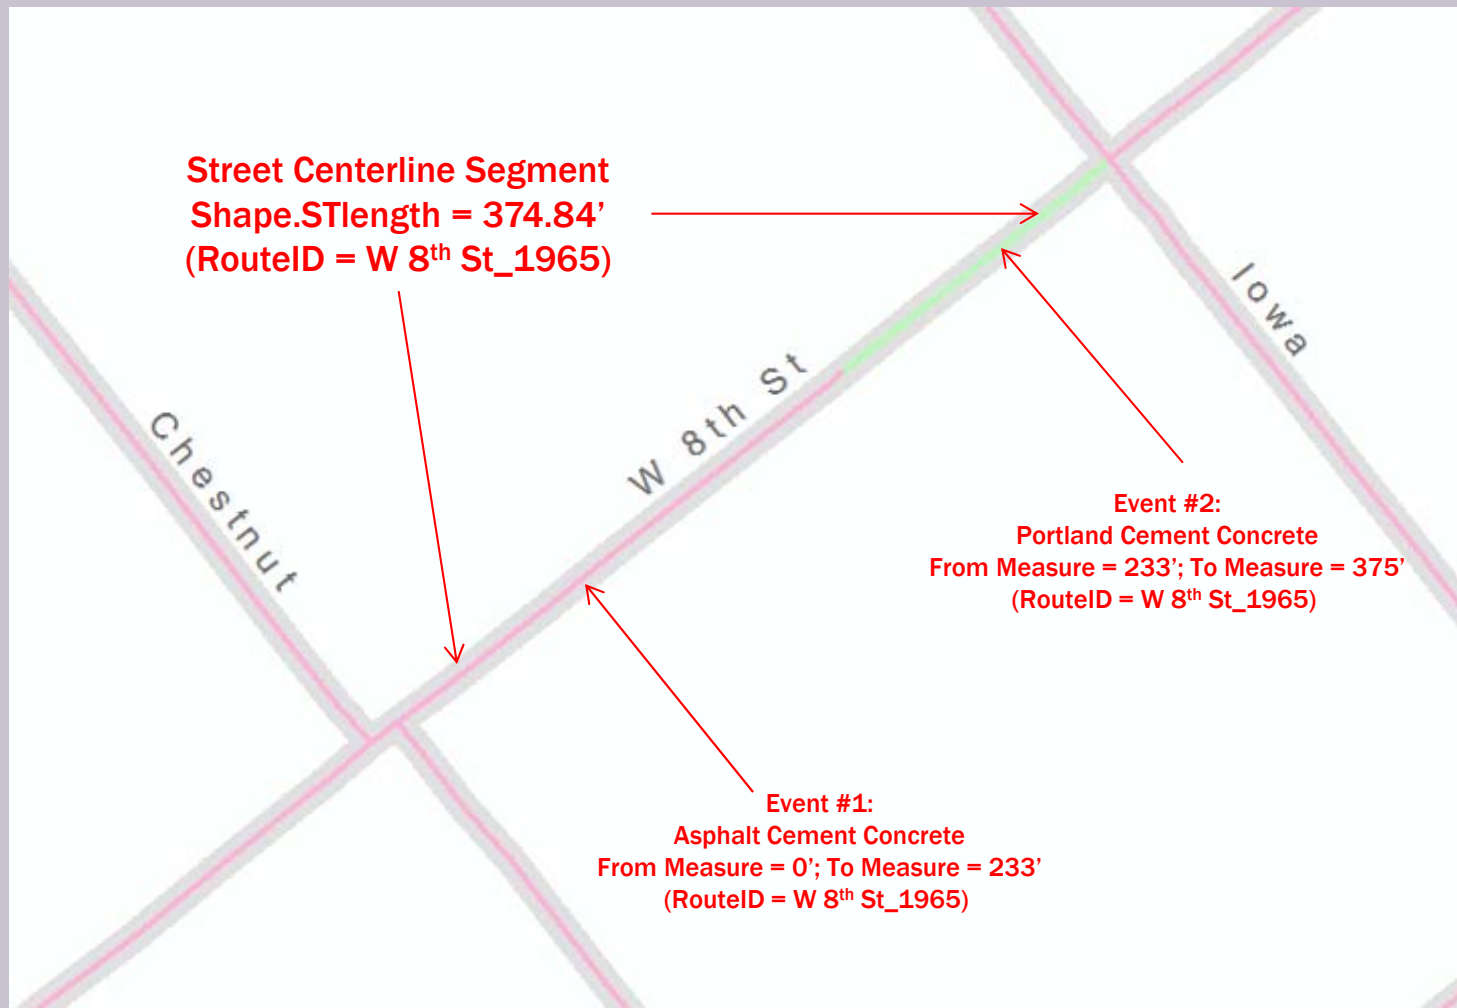 Street Centerline Segment
Shape.STlength = 374.84’
(RouteID = W 8th St_1965)
Iowa
W 8th St
Chestnut
Event #2:
Portland Cement Concrete
From Measure = 233’; To Measure = 375’
(RouteID = W 8th St_1965)
Event #1:
Asphalt Cement Concrete
From Measure = 0’; To Measure = 233’
(RouteID = W 8th St_1965)